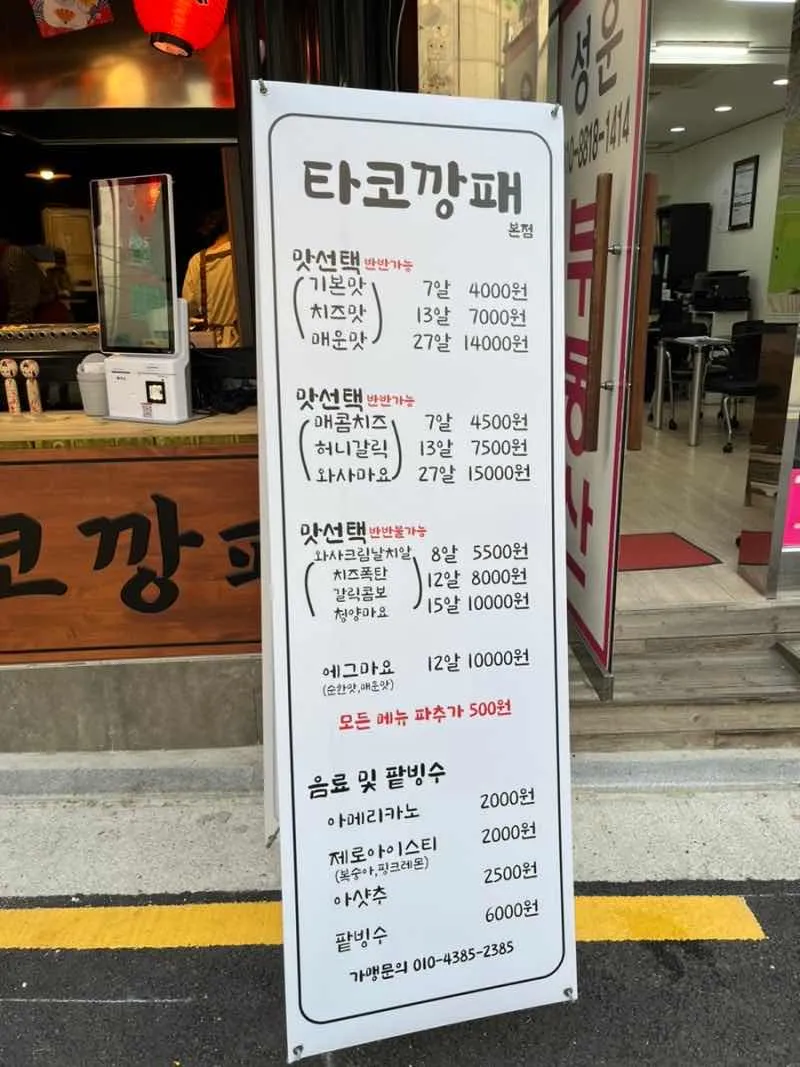 타코깡패
본점
맛선택 반반가능
기본맛 7알 4000원
치즈맛 13알 7000원
매운맛 27알 14000원
맛선택 반반가능
매콤치즈 7알 4500원
허니갈릭 13알 7500원
와사마요 27알 15000원
맛선택 반반불가능
와사크림날치알 8알 5500원
치즈폭탄 12알 8000원
갈릭콤보
청양마요 15알 10000원
에그마요 12알 10000원
(순한맛,매운맛)
모든 메뉴 파추가 500원
음료 및 팥빙수
아메리카노 2000원
제로아이스티 2000원
(복숭아,핑크레몬)
아샷추 2500원
팥빙수 6000원
가맹문의 010-4385-2385
코깡패
성운
0-8818-1414
부동산